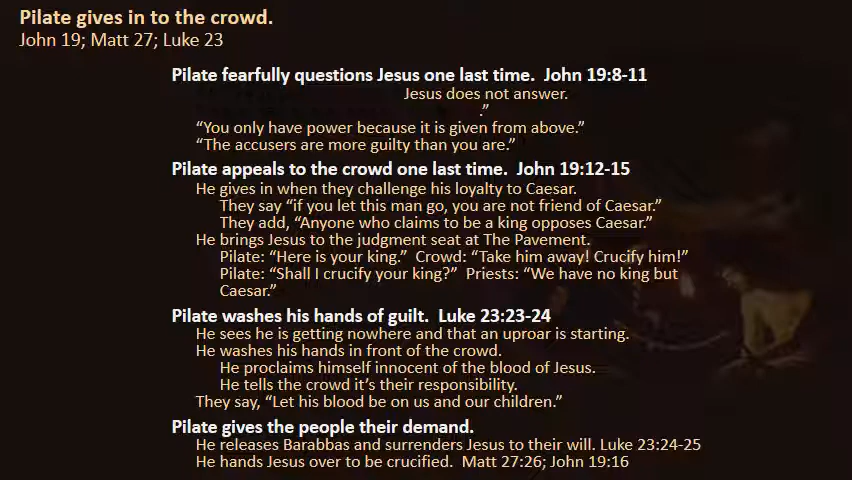 Pilate gives in to the crowd.
John 19; Matt 27; Luke 23
Pilate fearfully questions Jesus one last time.  John 19:8-11
Jesus does not answer.
.”
“You only have power because it is given from above.”
“The accusers are more guilty than you are.”
Pilate appeals to the crowd one last time.  John 19:12-15
He gives in when they challenge his loyalty to Caesar.
They say “if you let this man go, you are not friend of Caesar.”
They add, “Anyone who claims to be a king opposes Caesar.”
He brings Jesus to the judgment seat at The Pavement.
Pilate: “Here is your king.”  Crowd: “Take him away! Crucify him!”
Pilate: “Shall I crucify your king?”  Priests: “We have no king but
Caesar.”
Pilate washes his hands of guilt.  Luke 23:23-24
He sees he is getting nowhere and that an uproar is starting.
He washes his hands in front of the crowd.
He proclaims himself innocent of the blood of Jesus.
He tells the crowd it’s their responsibility.
They say, “Let his blood be on us and our children.”
Pilate gives the people their demand.
He releases Barabbas and surrenders Jesus to their will. Luke 23:24-25
He hands Jesus over to be crucified.  Matt 27:26; John 19:16